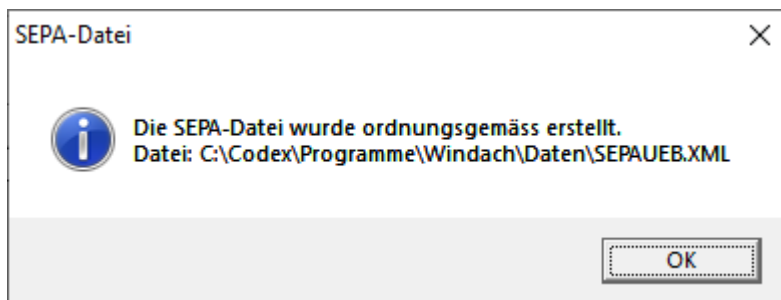 SEPA-Datei
Die SEPA-Datei wurde ordnungsgemäss erstellt.
Datei: C:\Codex\Programme\Windach\Daten\SEPAUEB.XML
OK